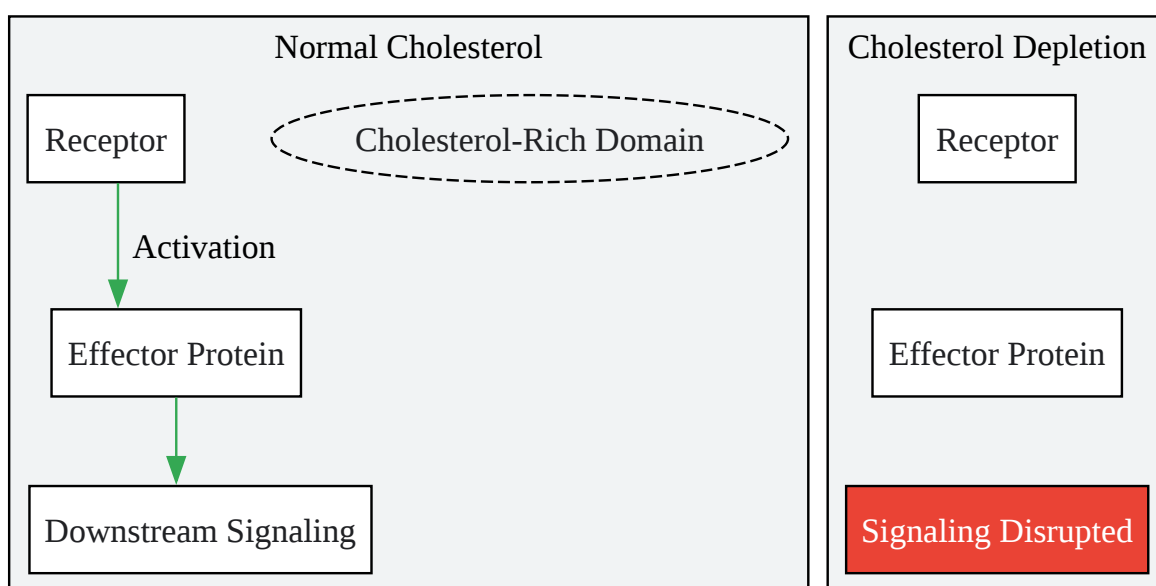 Normal Cholesterol
Receptor
Cholesterol-Rich Domain
Activation
Effector Protein
Downstream Signaling
Cholesterol Depletion
Receptor
Effector Protein
Signaling Disrupted